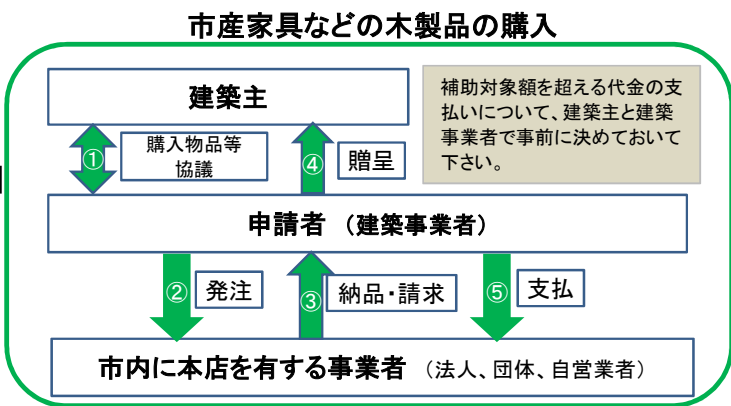 市産家具などの木製品の購入
建築主
補助対象額を超える代金の支
払いについて、建築主と建築
事業者で事前に決めておいて
下さい。
①
購入物品等
協議
④
贈呈
申請者 （建築事業者）
②
発注
③
納品・請求
⑤
支払
市内に本店を有する事業者 （法人、団体、自営業者）